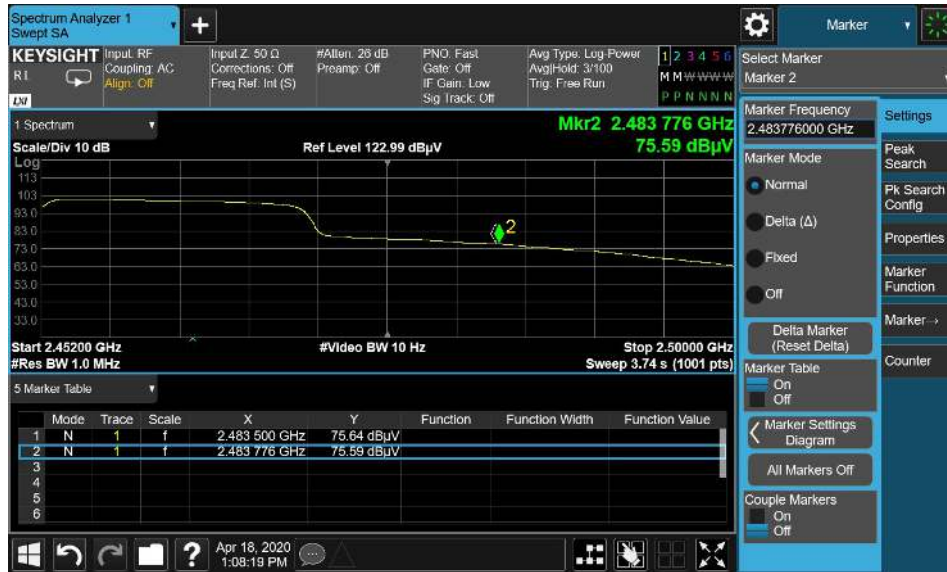 Spectrum Analyzer 1
Swept SA
+
Marker
KEYSIGHT
RL
LXI
Input: RF
Coupling: AC
Align: Off
Input Z: 50 Ω
Corrections: Off
Freq Ref: Int (S)
#Atten: 26 dB
Preamp: Off
PNO: Fast
Gate: Off
IF Gain: Low
Sig Track: Off
Avg Type: Log-Power
Avg|Hold: 3/100
Trig: Free Run
1 2 3 4 5 6
M M W W W W
P P N N N N
Select Marker
Marker 2
1 Spectrum
Scale/Div 10 dB
Ref Level 122.99 dBµV
Mkr2 2.483 776 GHz
75.59 dBµV
Log
113
103
93.0
83.0
73.0
63.0
53.0
43.0
33.0
2
Start 2.45200 GHz
#Res BW 1.0 MHz
#Video BW 10 Hz
Stop 2.50000 GHz
Sweep 3.74 s (1001 pts)
5 Marker Table
Mode Trace Scale X Y Function Function Width Function Value
1 N 1 f 2.483 500 GHz 75.64 dBµV
2 N 1 f 2.483 776 GHz 75.59 dBµV
3
4
5
6
Marker Frequency
2.483776000 GHz
Marker Mode
Normal
Delta (Δ)
Fixed
Off
Delta Marker
(Reset Delta)
Marker Table
On
Off
Marker Settings
Diagram
All Markers Off
Couple Markers
On
Off
Settings
Peak
Search
Pk Search
Config
Properties
Marker
Function
Marker→
Counter
?
Apr 18, 2020
1:08:19 PM